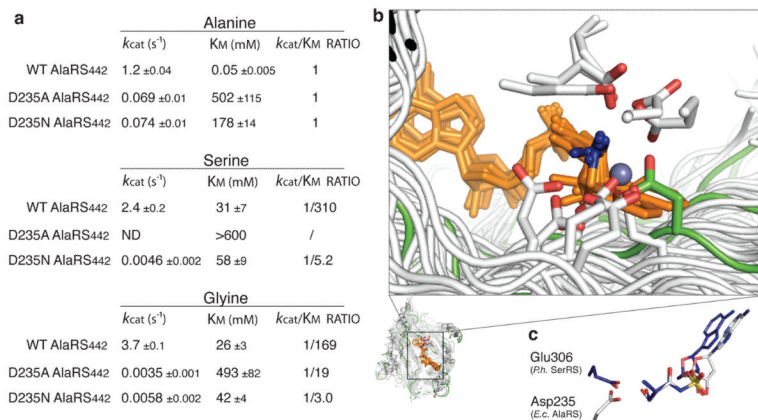 a
Alanine
kcat (s-1) KM (mM) kcat/KM RATIO
WT AlaRS442 1.2 ±0.04 0.05 ±0.005 1
D235A AlaRS442 0.069 ±0.01 502 ±115 1
D235N AlaRS442 0.074 ±0.01 178 ±14 1
Serine
kcat (s-1) KM (mM) kcat/KM RATIO
WT AlaRS442 2.4 ±0.2 31 ±7 1/310
D235A AlaRS442 ND >600 /
D235N AlaRS442 0.0046 ±0.002 58 ±9 1/5.2
Glyine
kcat (s-1) KM (mM) kcat/KM RATIO
WT AlaRS442 3.7 ±0.1 26 ±3 1/169
D235A AlaRS442 0.0035 ±0.001 493 ±82 1/19
D235N AlaRS442 0.0058 ±0.002 42 ±4 1/3.0
b
c
Glu306
(P.h. SerRS)
Asp235
(E.c. AlaRS)